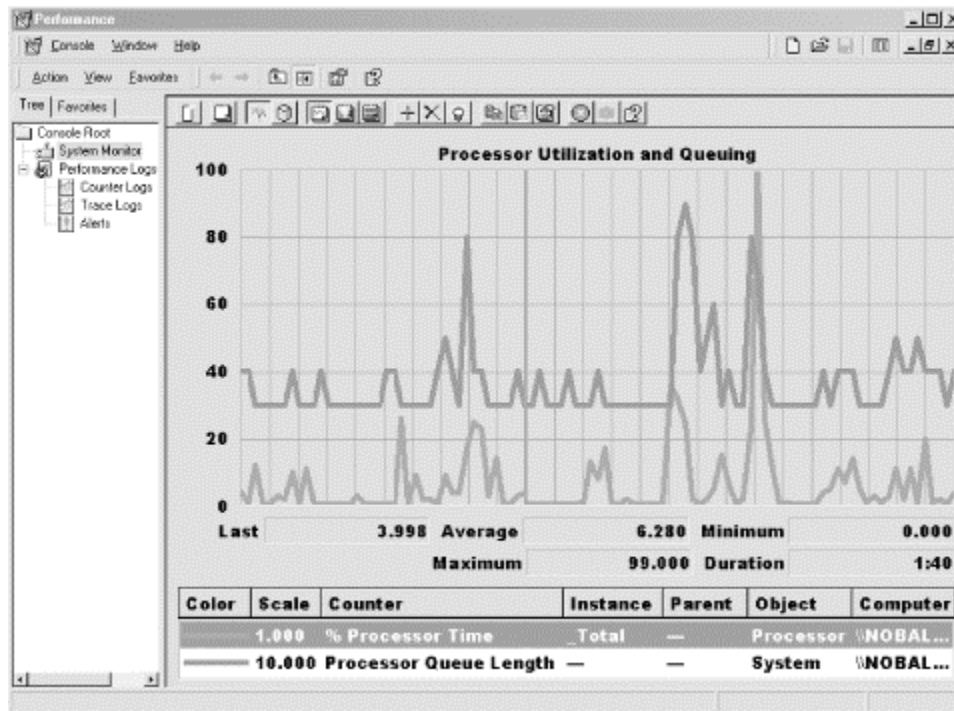 Performance
Console Window Help
Action View Favorites
Tree Favorites
Console Root
System Monitor
Performance Logs
Counter Logs
Trace Logs
Alerts
Processor Utilization and Queuing
100
80
60
40
20
0
Last 3.998 Average 6.280 Minimum 0.000
Maximum 99.000 Duration 1:40
Color Scale Counter Instance Parent Object Computer
1.000 % Processor Time _Total — Processor \\NOBAL...
10.000 Processor Queue Length — — System \\NOBAL...